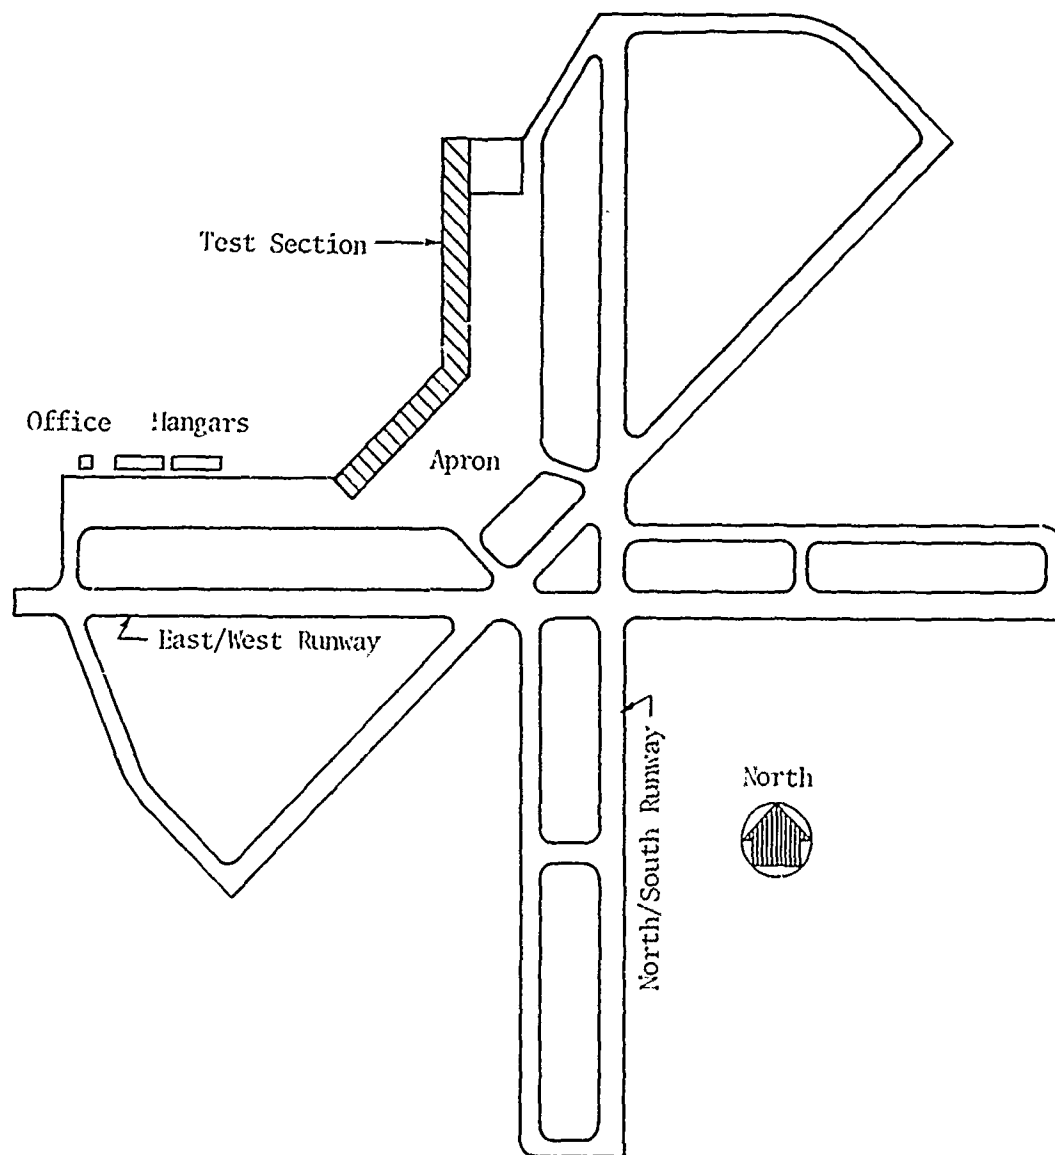 Test Section
Office Hangars
Apron
East/West Runway
North/South Runway
North